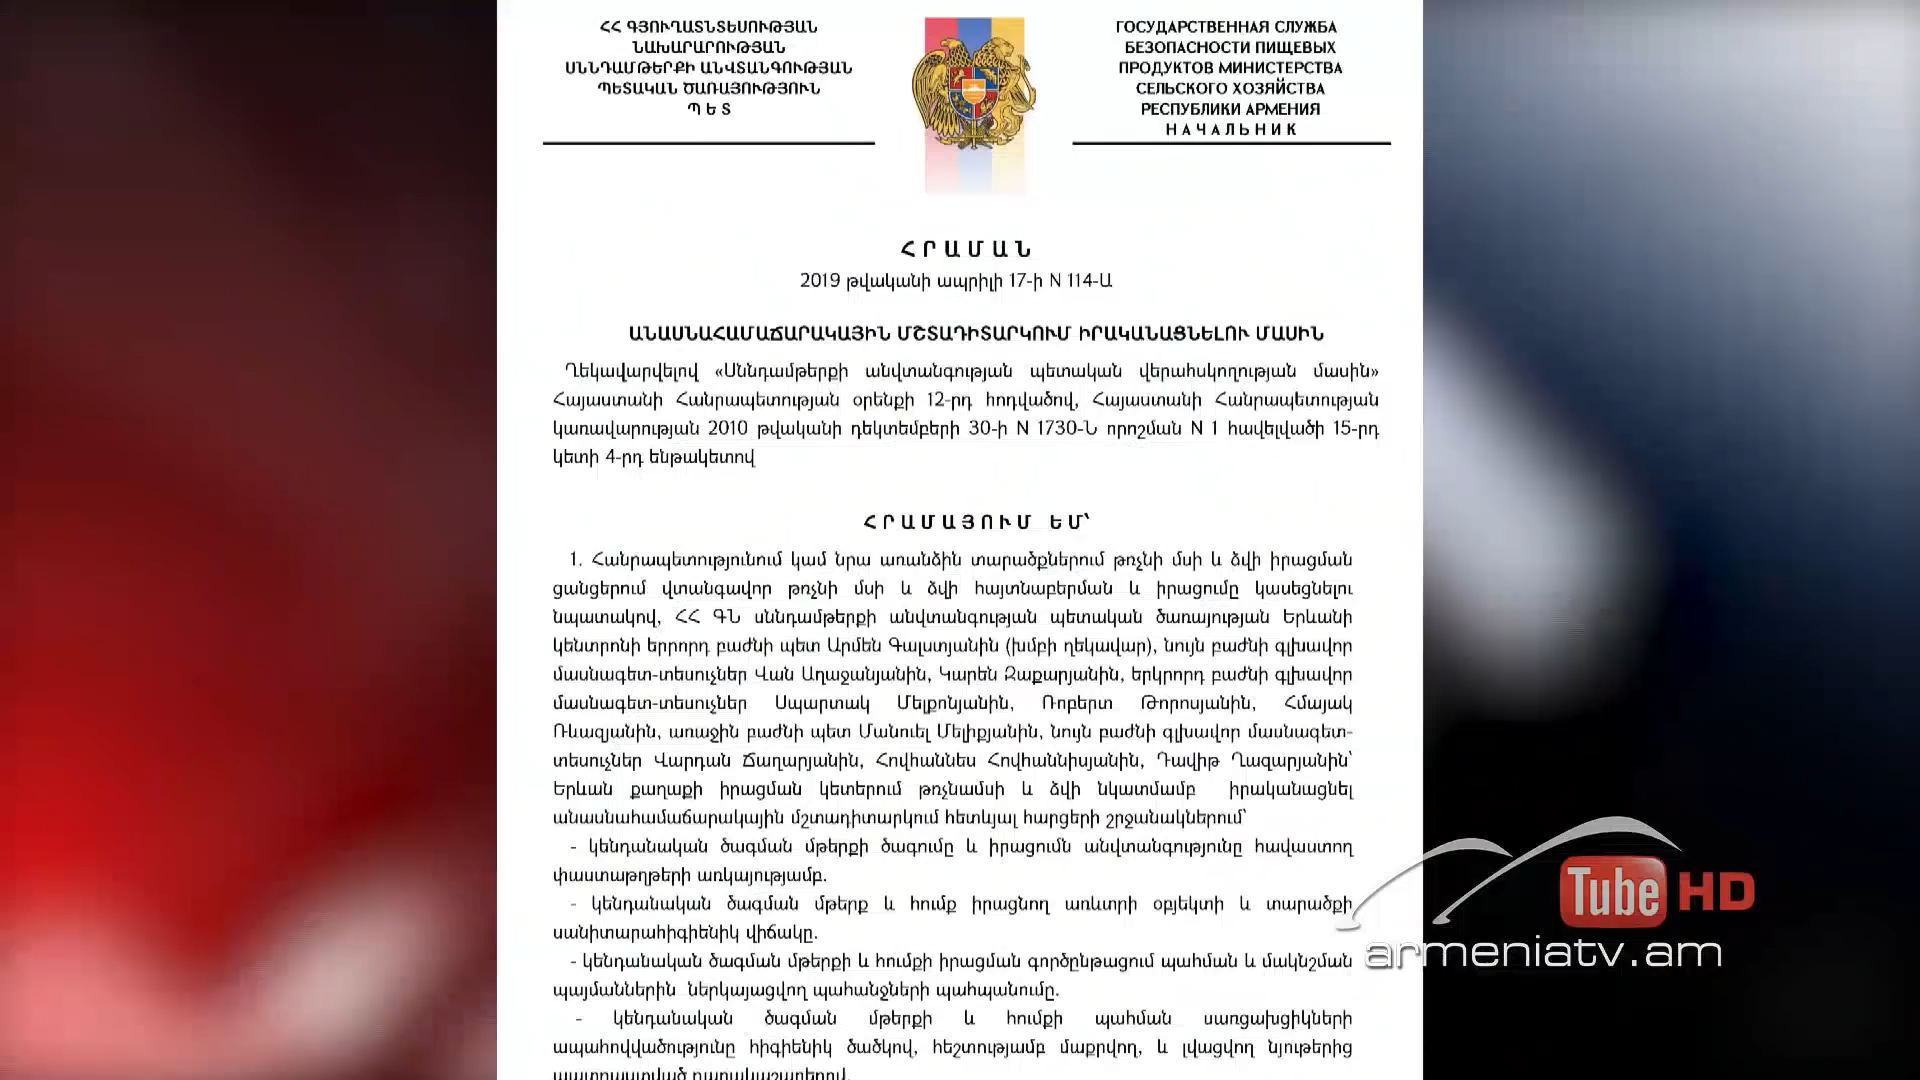 ՀՀ ԳՅՈՒՂԱՏՆՏԵՍՈՒԹՅԱՆ
ՆԱԽԱՐԱՐՈՒԹՅԱՆ
ՍՆՆԴԱՄԹԵՐՔԻ ԱՆՎՏԱՆԳՈՒԹՅԱՆ
ՊԵՏԱԿԱՆ ԾԱՌԱՅՈՒԹՅՈՒՆ
Պ Ե Տ
ГОСУДАРСТВЕННАЯ СЛУЖБА
БЕЗОПАСНОСТИ ПИЩЕВЫХ
ПРОДУКТОВ МИНИСТЕРСТВА
СЕЛЬСКОГО ХОЗЯЙСТВА
РЕСПУБЛИКИ АРМЕНИЯ
Н А Ч А Л Ь Н И К
Հ Ր Ա Մ Ա Ն
2019 թվականի ապրիլի 17-ի N 114-Ա
ԱՆԱՍՆԱՀԱՄԱՃԱՐԱԿԱՅԻՆ ՄՇՏԱԴԻՏԱՐԿՈՒՄ ԻՐԱԿԱՆԱՑՆԵԼՈՒ ՄԱՍԻՆ
Ղեկավարվելով «Սննդամթերքի անվտանգության պետական վերահսկողության մասին»
Հայաստանի Հանրապետության օրենքի 12-րդ հոդվածով, Հայաստանի Հանրապետության
կառավարության 2010 թվականի դեկտեմբերի 30-ի N 1730-Ն որոշման N 1 հավելվածի 15-րդ
կետի 4-րդ ենթակետով
Հ Ր Ա Մ Ա Յ ՈՒ Մ Ե Մ՝
1. Հանրապետությունում կամ նրա առանձին տարածքներում թռչնի մսի և ձվի իրացման
ցանցերում վտանգավոր թռչնի մսի և ձվի հայտնաբերման և իրացումը կասեցնելու
նպատակով, ՀՀ ԳՆ սննդամթերքի անվտանգության պետական ծառայության Երևանի
կենտրոնի երրորդ բաժնի պետ Արմեն Գալստյանին (խմբի ղեկավար), նույն բաժնի գլխավոր
մասնագետ-տեսուչներ Վան Աղաջանյանին, Կարեն Զաքարյանին, երկրորդ բաժնի գլխավոր
մասնագետ-տեսուչներ Սպարտակ Մելքոնյանին, Ռոբերտ Թորոսյանին, Հմայակ
Ռևազյանին, առաջին բաժնի պետ Մանուել Մելիքյանին, նույն բաժնի գլխավոր մասնագետ-
տեսուչներ Վարդան Ճաղարյանին, Հովհաննես Հովհաննիսյանին, Դավիթ Ղազարյանին՝
Երևան քաղաքի իրացման կետերում թռչնամսի և ձվի նկատմամբ իրականացնել
անասնահամաճարակային մշտադիտարկում հետևյալ հարցերի շրջանակներում՝
- կենդանական ծագման մթերքի ծագումը և իրացումն անվտանգությունը հավաստող
փաստաթղթերի առկայությամբ.
- կենդանական ծագման մթերք և հումք իրացնող առևտրի օբյեկտի և տարածքի
սանիտարահիգիենիկ վիճակը.
- կենդանական ծագման մթերքի և հումքի իրացման գործընթացում պահման և մակնշման
պայմաններին ներկայացվող պահանջների պահպանումը.
- կենդանական ծագման մթերքի և հումքի պահման սառցախցիկների
ապահովվածությունը հիգիենիկ ծածկով, հեշտությամբ մաքրվող, և լվացվող նյութերից
պատրաստված դարակաշարերով.
Tube HD
armeniatv.am